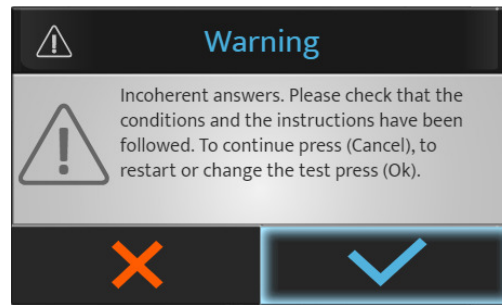 Warning
Incoherent answers. Please check that the
conditions and the instructions have been
followed. To continue press (Cancel), to
restart or change the test press (Ok).